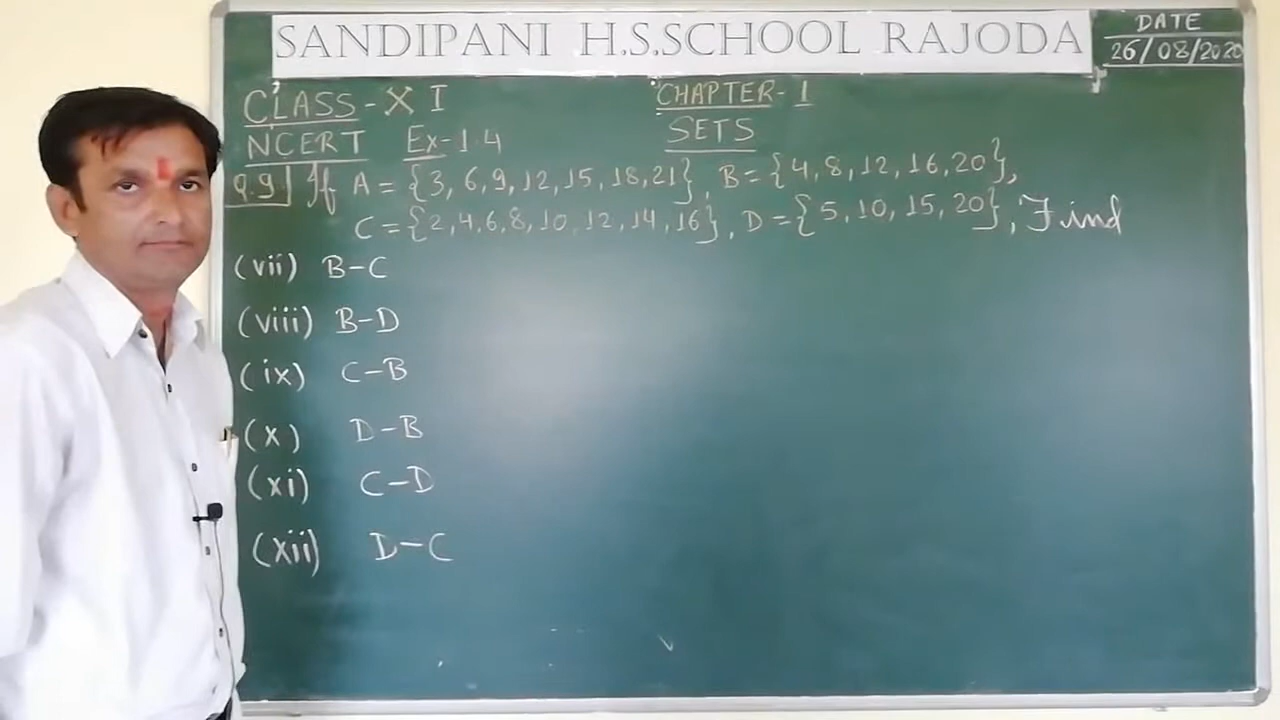 SANDIPANI H.S.SCHOOL RAJODA
DATE
26/08/2020
CLASS-XI
CHAPTER-1
NCERT Ex-1.4
SETS
Q.9. If A = {3, 6, 9, 12, 15, 18, 21}, B = {4, 8, 12, 16, 20},
C = {2, 4, 6, 8, 10, 12, 14, 16}, D = {5, 10, 15, 20}, Find
(vii) B-C
(viii) B-D
(ix) C-B
(x) D-B
(xi) C-D
(xii) D-C